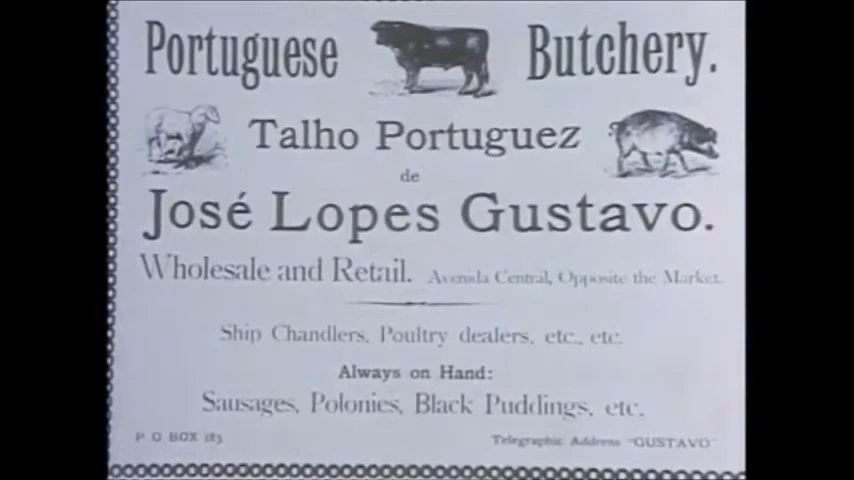 Portuguese Butchery.
Talho Portuguez
de
José Lopes Gustavo.
Wholesale and Retail. Avenida Central, Opposite the Market.
Ship Chandlers, Poultry dealers, etc., etc.
Always on Hand:
Sausages, Polonies, Black Puddings, etc.
P O BOX 183 Telegraphic Address "GUSTAVO"